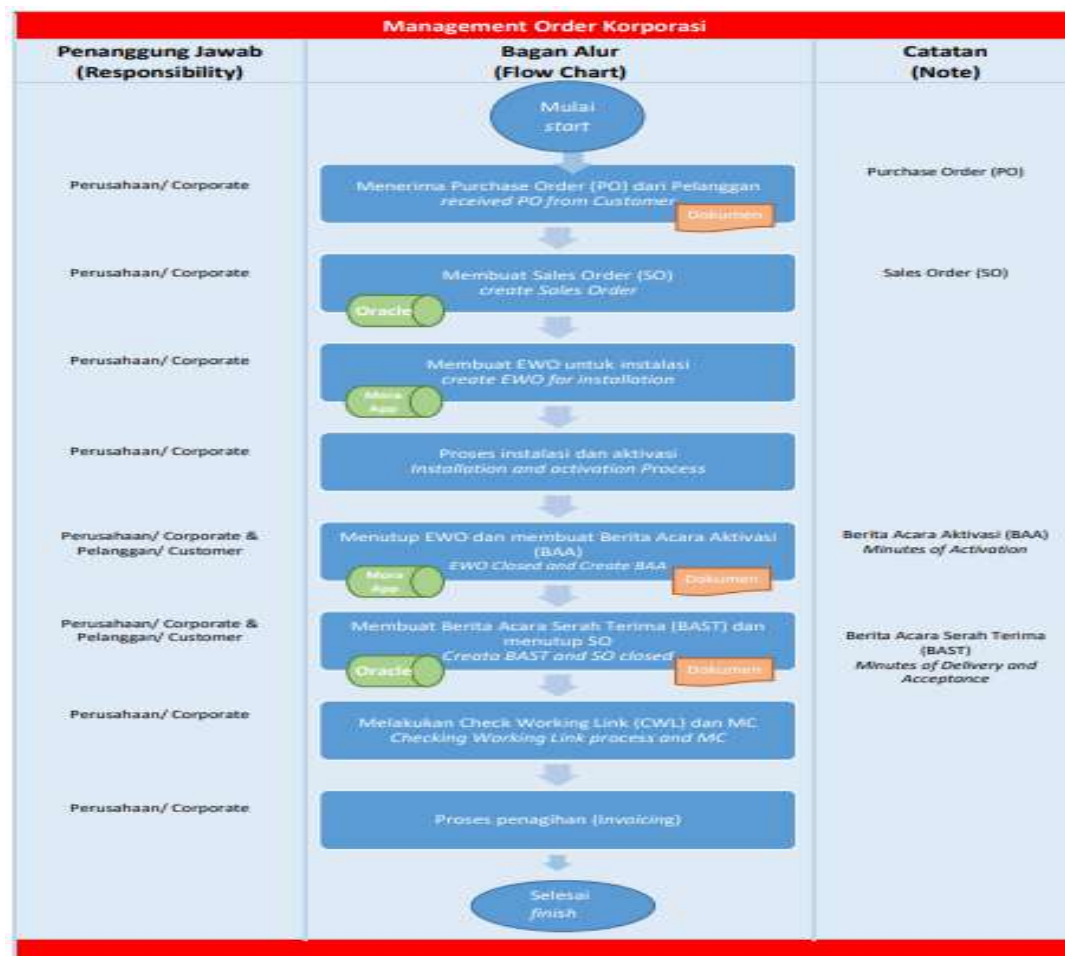 Management Order Korporasi
Penanggung Jawab
(Responsibility)
Bagan Alur
(Flow Chart)
Catatan
(Note)
Mulai
start
Perusahaan/ Corporate
Menerima Purchase Order (PO) dari Pelanggan
received PO from Customer
Dokumen
Purchase Order (PO)
Perusahaan/ Corporate
Membuat Sales Order (SO)
create Sales Order
Oracle
Sales Order (SO)
Perusahaan/ Corporate
Membuat EWO untuk instalasi
create EWO for installation
Mora
App
Perusahaan/ Corporate
Proses instalasi dan aktivasi
Installation and activation Process
Perusahaan/ Corporate &
Pelanggan/ Customer
Menutup EWO dan membuat Berita Acara Aktivasi
(BAA)
EWO Closed and Create BAA
Mora
App
Dokumen
Berita Acara Aktivasi (BAA)
Minutes of Activation
Perusahaan/ Corporate &
Pelanggan/ Customer
Membuat Berita Acara Serah Terima (BAST) dan
menutup SO
Create BAST and SO closed
Oracle
Dokumen
Berita Acara Serah Terima
(BAST)
Minutes of Delivery and
Acceptance
Perusahaan/ Corporate
Melakukan Check Working Link (CWL) dan MC
Checking Working Link process and MC
Perusahaan/ Corporate
Proses penagihan (Invoicing)
Selesai
finish